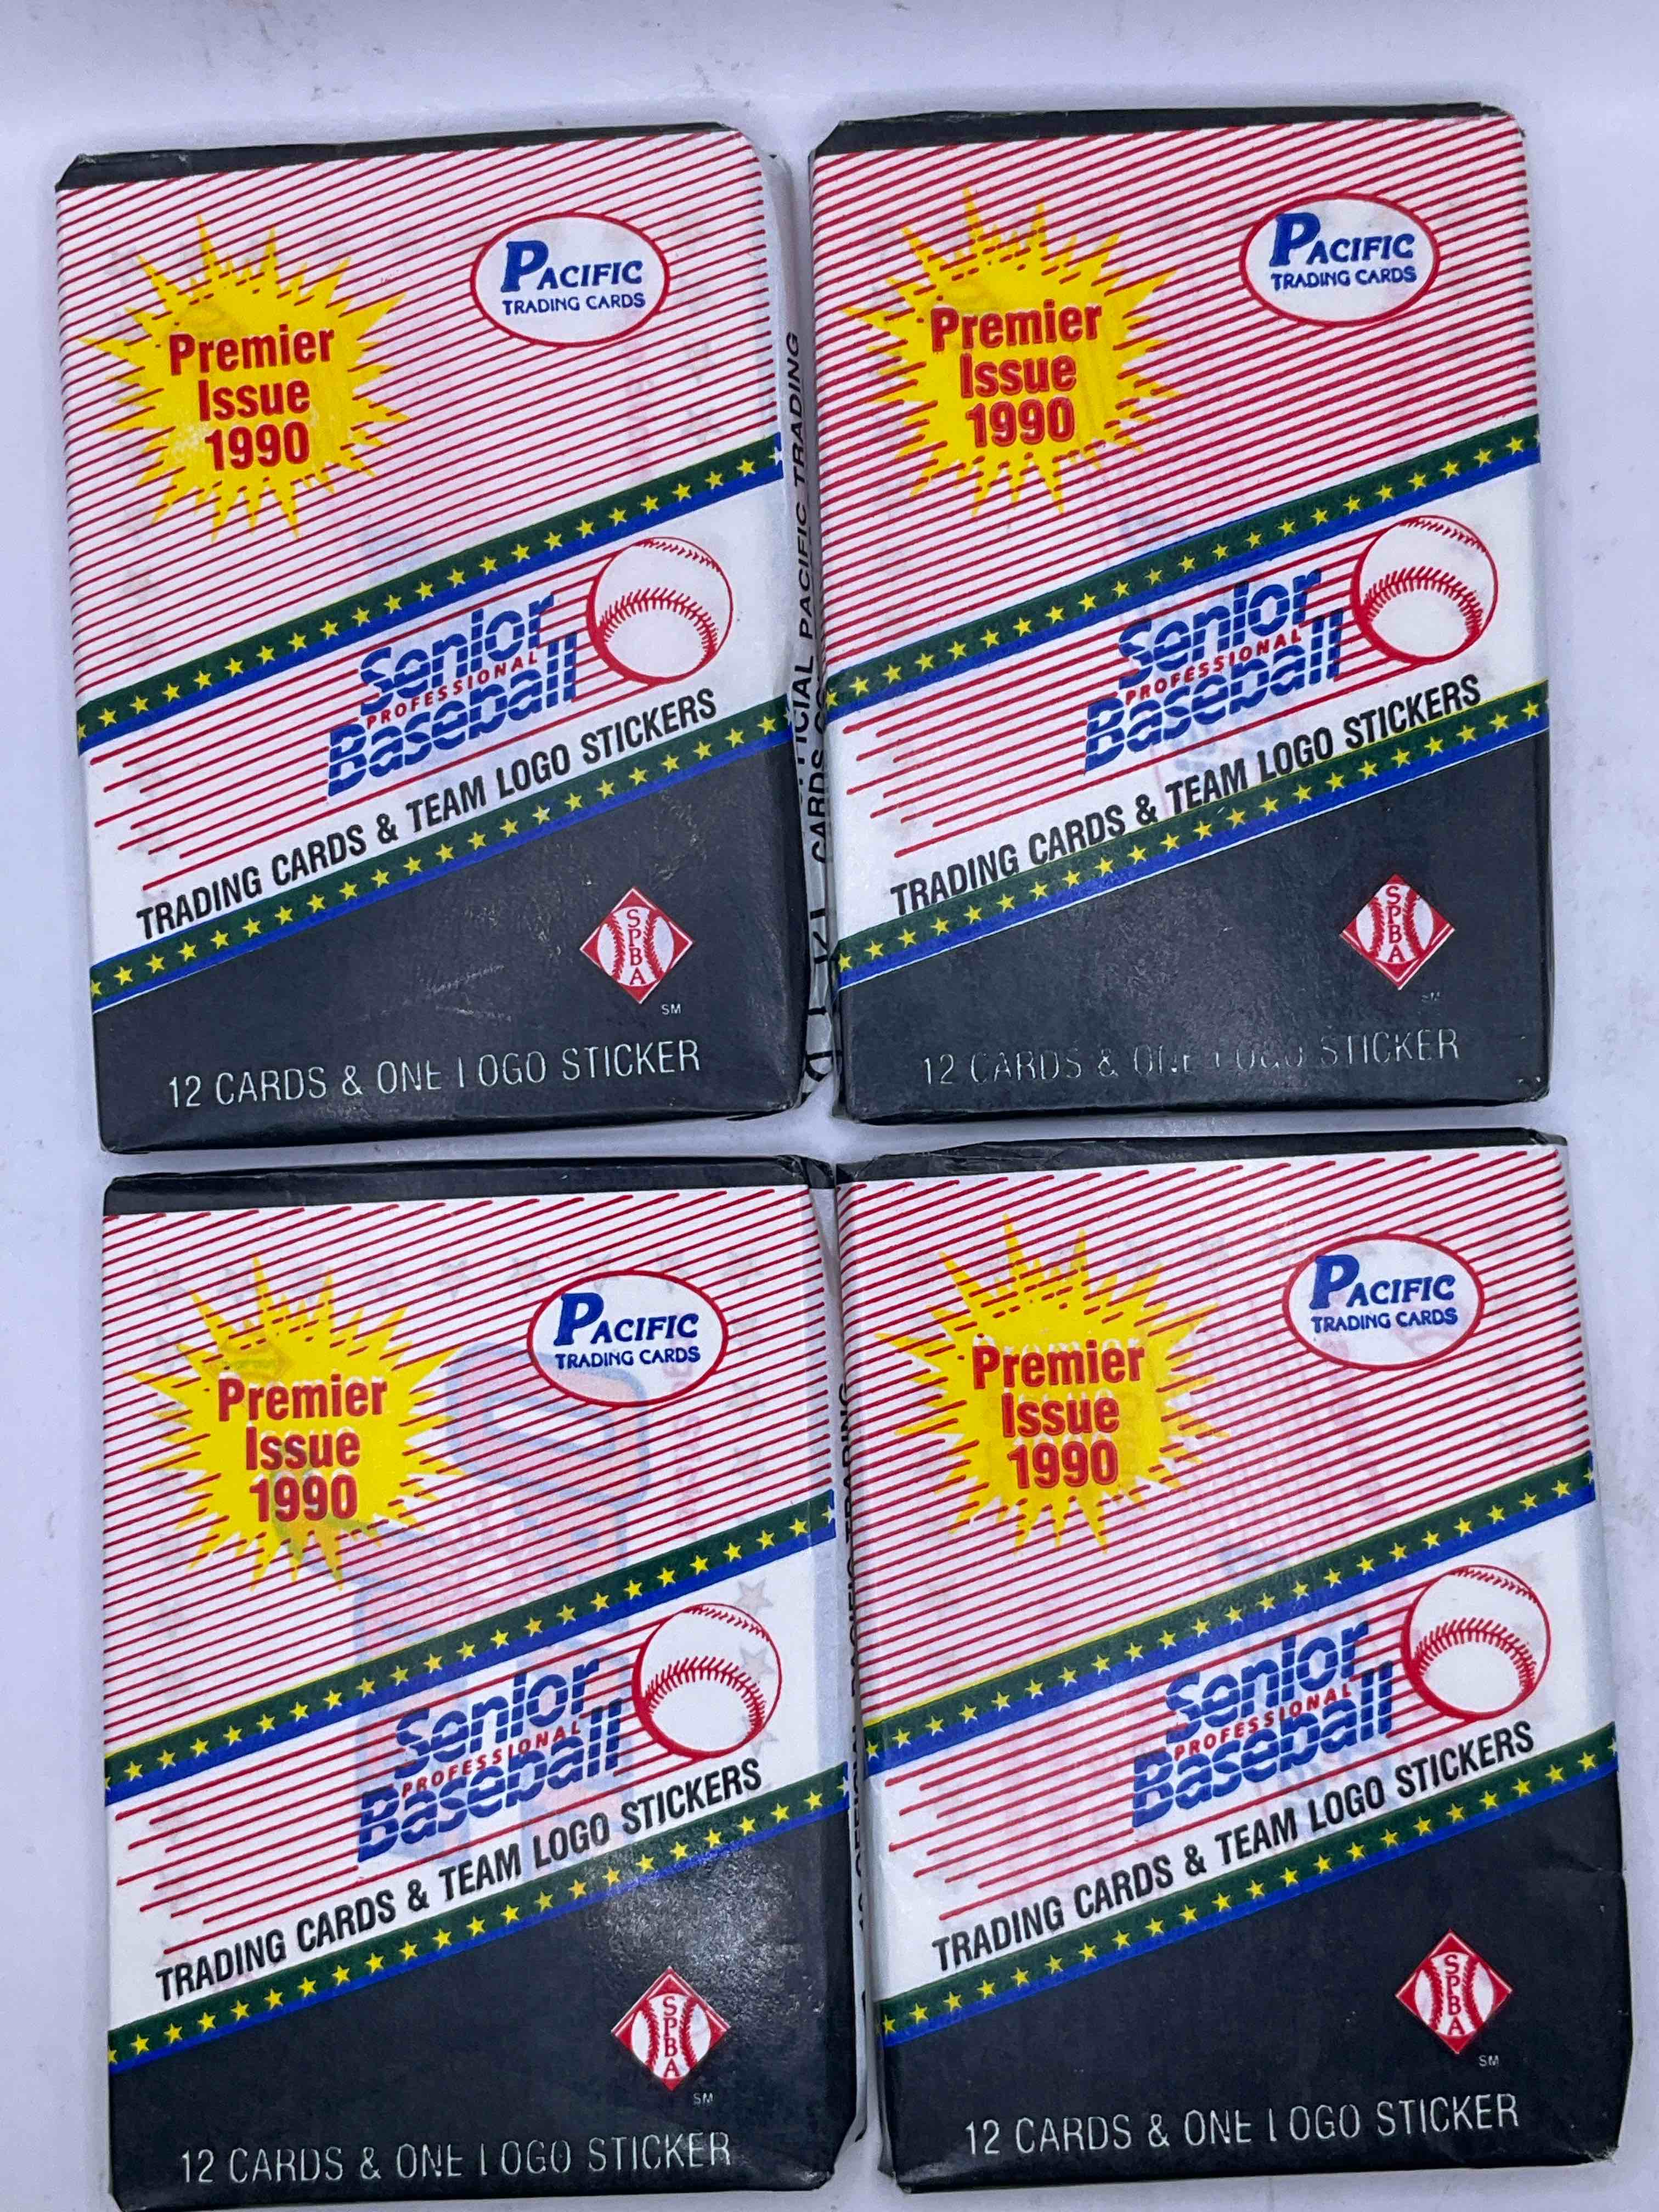 Premier
Issue
1990
PACIFIC
TRADING CARDS
Senior
PROFESSIONAL
Baseball
TRADING CARDS & TEAM LOGO STICKERS
SPBA
SM
12 CARDS & ONE LOGO STICKER
PACIFIC TRADING
CARDS
Premier
Issue
1990
PACIFIC
TRADING CARDS
Senior
PROFESSIONAL
Baseball
TRADING CARDS & TEAM LOGO STICKERS
SPBA
SM
12 CARDS & ONE LOGO STICKER
Premier
Issue
1990
PACIFIC
TRADING CARDS
Senior
PROFESSIONAL
Baseball
TRADING CARDS & TEAM LOGO STICKERS
SPBA
SM
12 CARDS & ONE LOGO STICKER
Premier
Issue
1990
PACIFIC
TRADING CARDS
Senior
PROFESSIONAL
Baseball
TRADING CARDS & TEAM LOGO STICKERS
SPBA
SM
12 CARDS & ONE LOGO STICKER